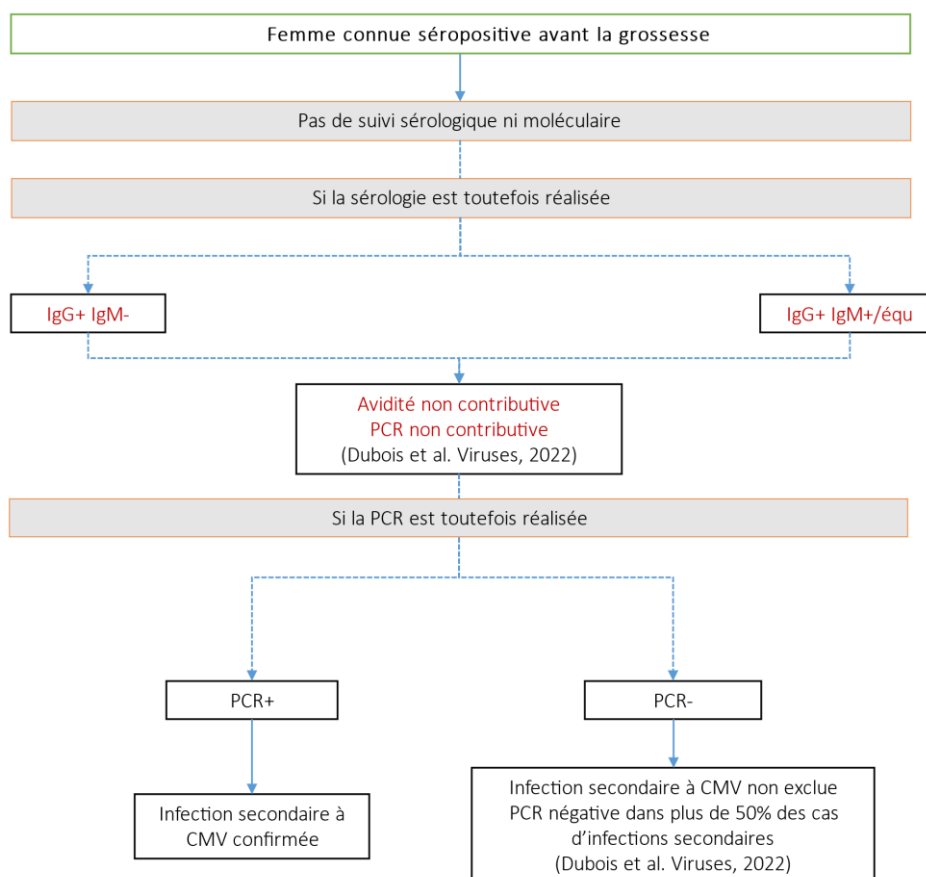 Femme connue séropositive avant la grossesse
Pas de suivi sérologique ni moléculaire
Si la sérologie est toutefois réalisée
IgG+ IgM-
IgG+ IgM+/équ
Avidité non contributive
PCR non contributive
(Dubois et al. Viruses, 2022)
Si la PCR est toutefois réalisée
PCR+
PCR-
Infection secondaire à
CMV confirmée
Infection secondaire à CMV non exclue
PCR négative dans plus de 50% des cas
d’infections secondaires
(Dubois et al. Viruses, 2022)